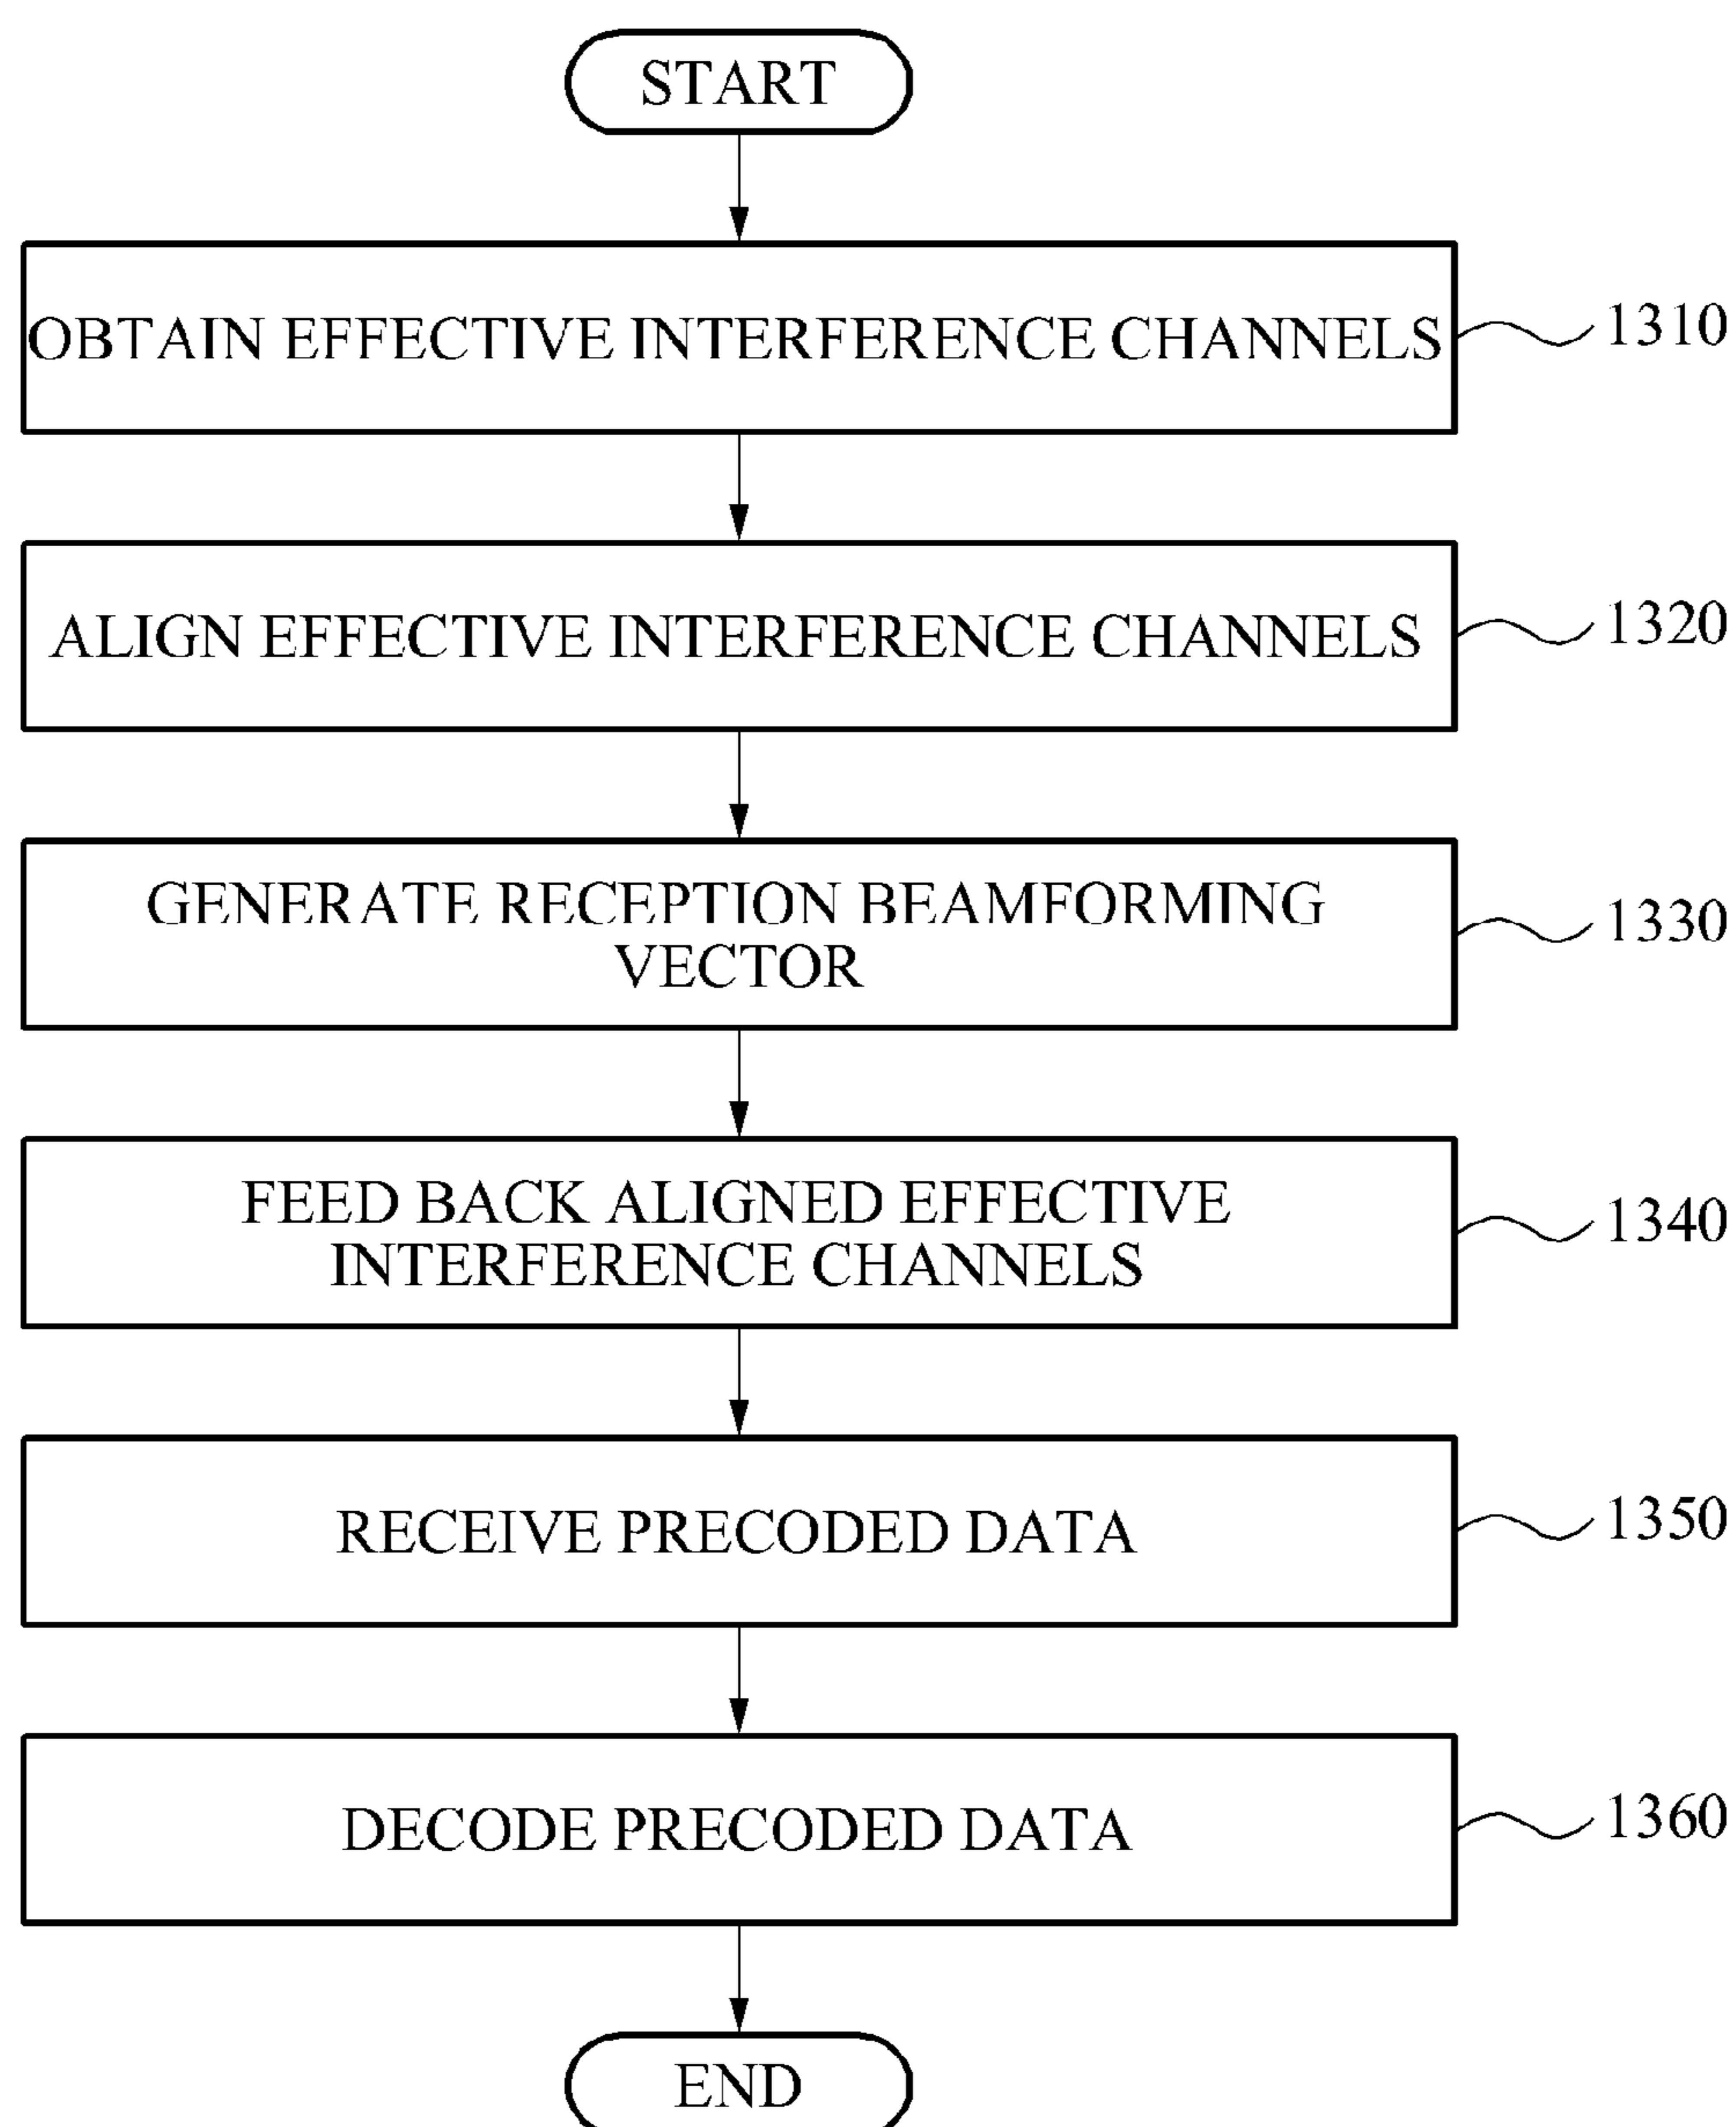 START
OBTAIN EFFECTIVE INTERFERENCE CHANNELS
1310
ALIGN EFFECTIVE INTERFERENCE CHANNELS
1320
GENERATE RECEPTION BEAMFORMING
VECTOR
1330
FEED BACK ALIGNED EFFECTIVE
INTERFERENCE CHANNELS
1340
RECEIVE PRECODED DATA
1350
DECODE PRECODED DATA
1360
END